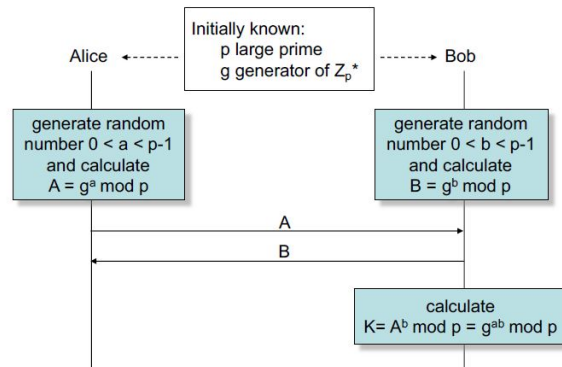 Initially known:
p large prime
g generator of Zₚ*
Alice
Bob
generate random
number 0 < a < p-1
and calculate
A = gᵃ mod p
generate random
number 0 < b < p-1
and calculate
B = gᵇ mod p
A
B
calculate
K= Aᵇ mod p = gᵃᵇ mod p